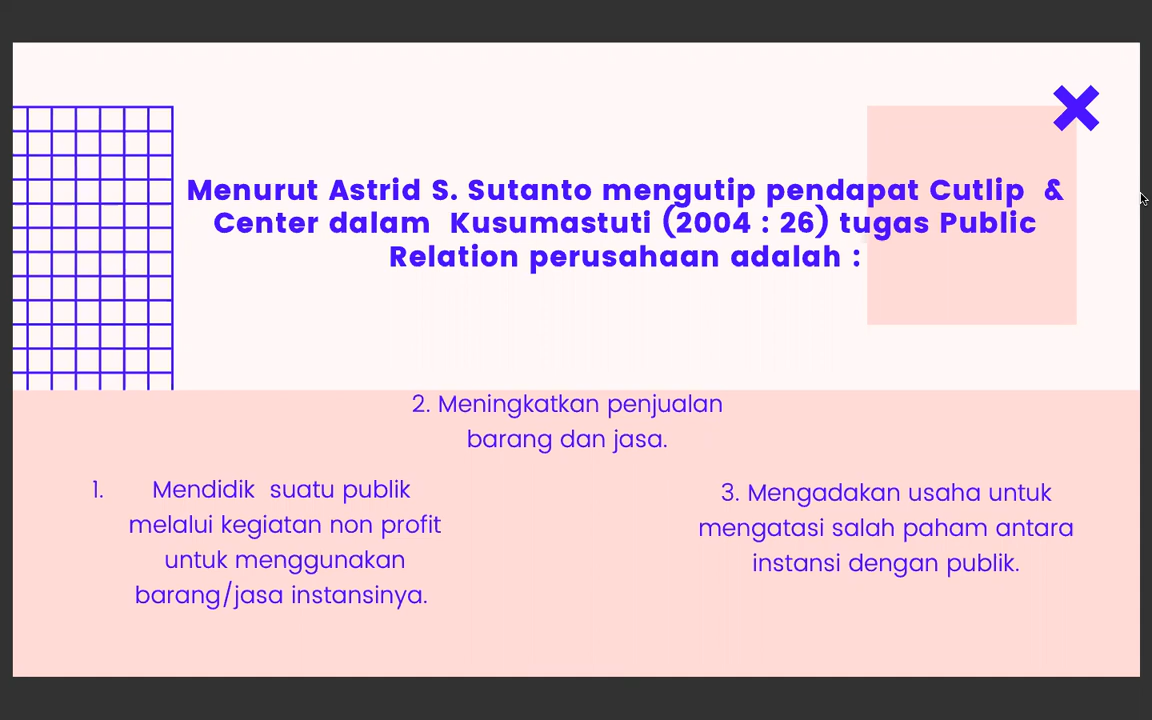 Menurut Astrid S. Sutanto mengutip pendapat Cutlip  &
Center dalam  Kusumastuti (2004 : 26) tugas Public
Relation perusahaan adalah :
1. Mendidik  suatu publik
melalui kegiatan non profit
untuk menggunakan
barang/jasa instansinya.
2. Meningkatkan penjualan
barang dan jasa.
3. Mengadakan usaha untuk
mengatasi salah paham antara
instansi dengan publik.